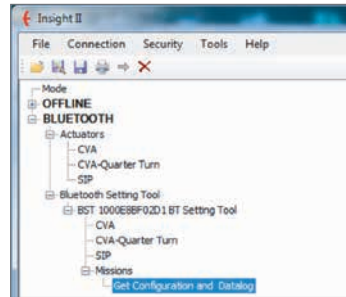 Insight II
File Connection Security Tools Help
Mode
OFFLINE
BLUETOOTH
Actuators
CVA
CVA-Quarter Turn
SIP
Bluetooth Setting Tool
BST 1000E8BF02D1 BT Setting Tool
CVA
CVA-Quarter Turn
SIP
Missions
Get Configuration and Datalog